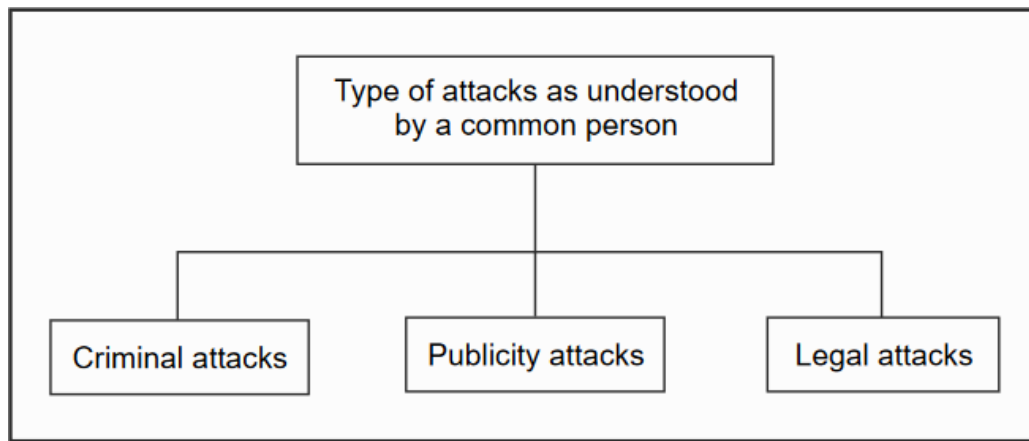 Type of attacks as understood
by a common person
Criminal attacks
Publicity attacks
Legal attacks